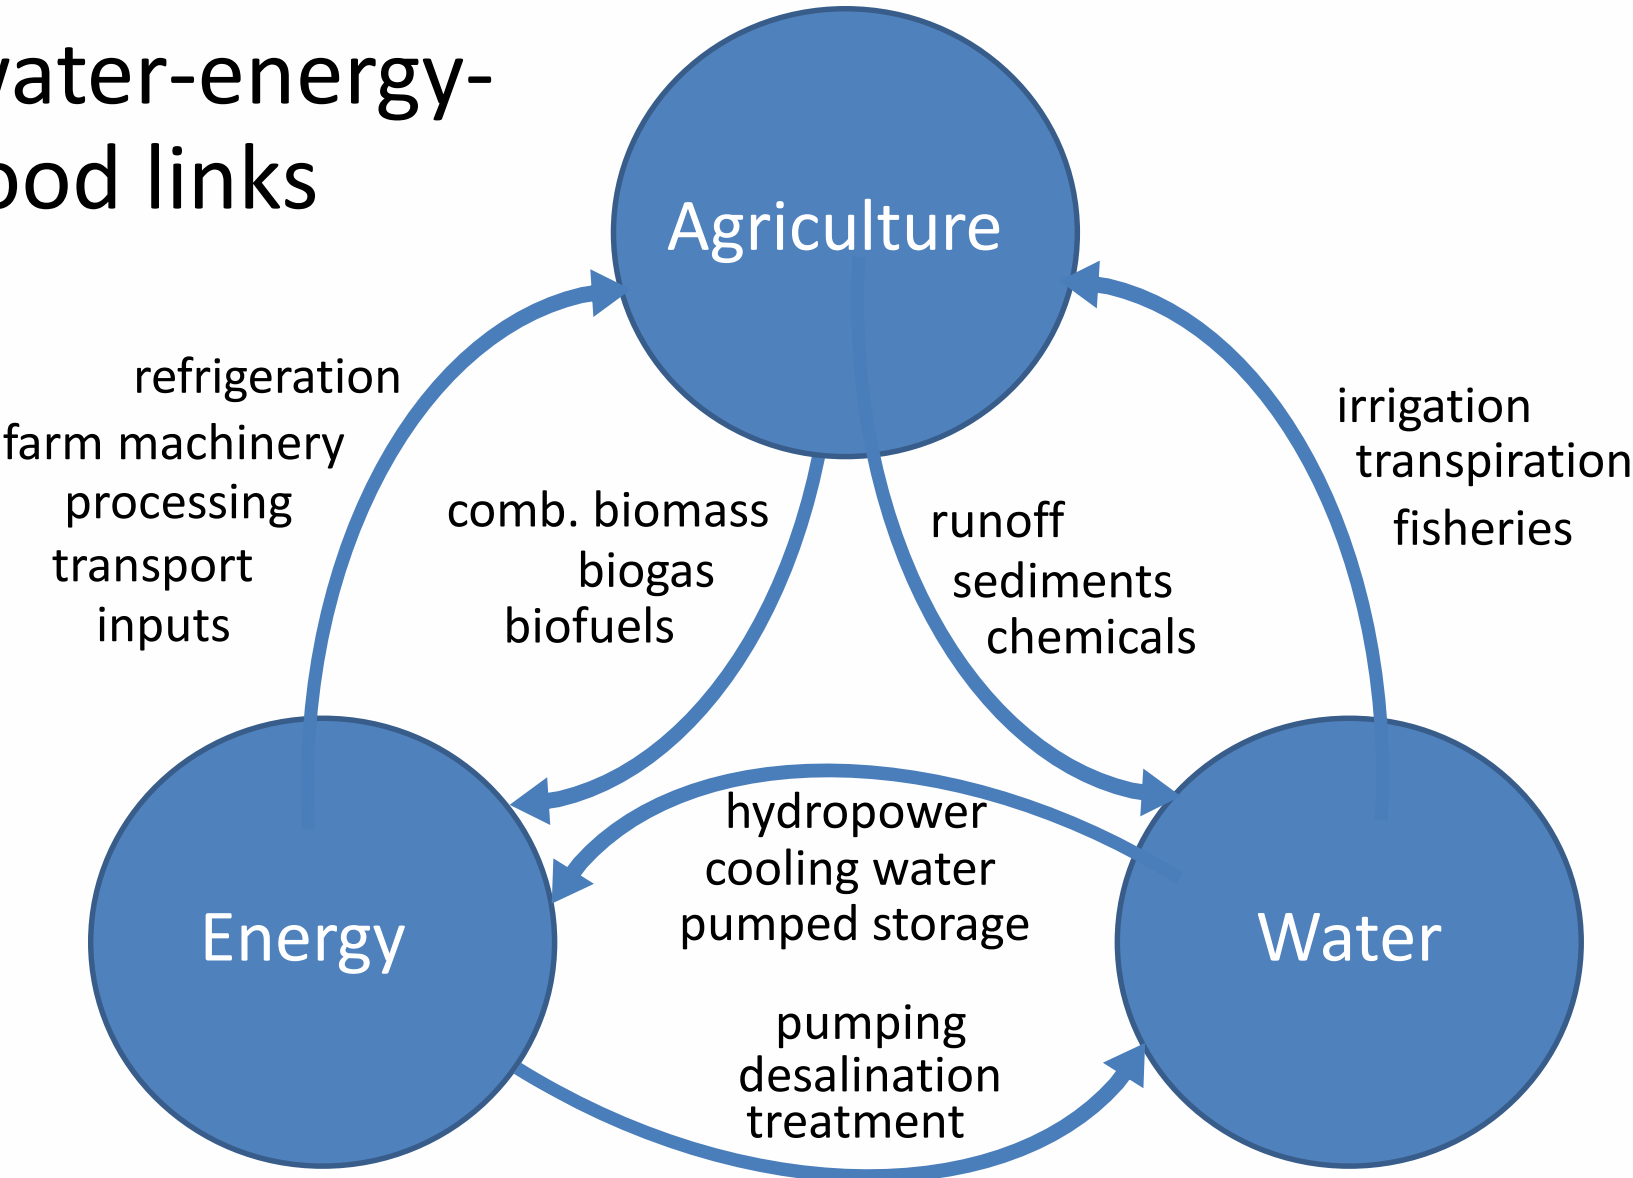 water-energy-
ood links
Agriculture
refrigeration
farm machinery
processing
transport
inputs
comb. biomass
biogas
biofuels
runoff
sediments
chemicals
irrigation
transpiration
fisheries
hydropower
cooling water
pumped storage
Energy
Water
pumping
desalination
treatment